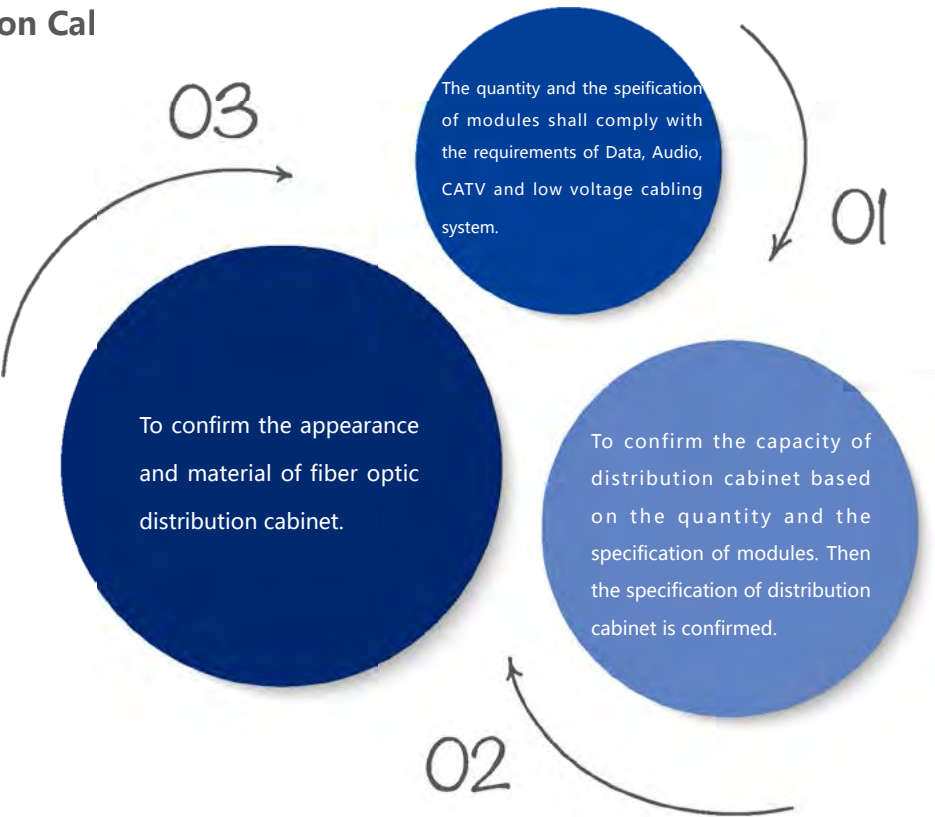 on Cal
03
The quantity and the speification
of modules shall comply with
the requirements of Data, Audio,
CATV and low voltage cabling
system.
01
To confirm the appearance
and material of fiber optic
distribution cabinet.
To confirm the capacity of
distribution cabinet based
on the quantity and the
specification of modules. Then
the specification of distribution
cabinet is confirmed.
02